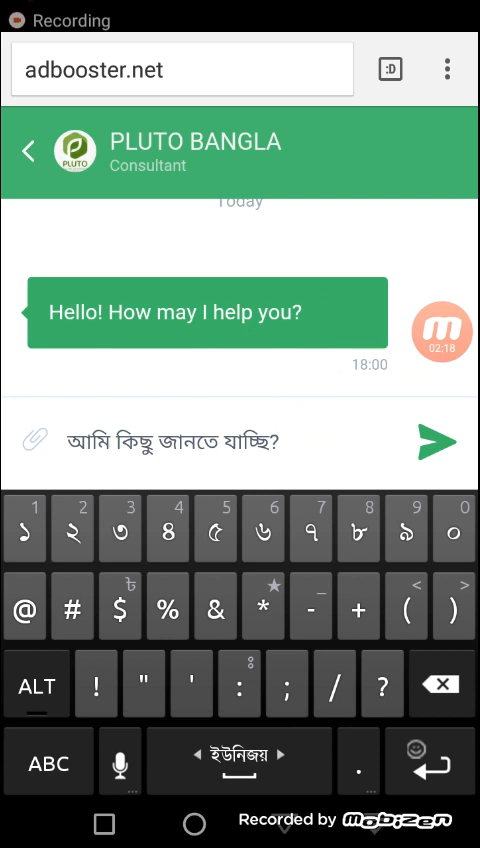 Recording
adbooster.net
:D
PLUTO BANGLA
PLUTO
Consultant
Today
Hello! How may I help you?
02:18
18:00
আমি কিছু জানতে যাচ্ছি?
1 2 3 4 5 6 7 8 9 0
১ ২ ৩ ৪ ৫ ৬ ৭ ৮ ৯ ০
৳ ★ _ < >
@ # $ % & * - + ( )
ALT ! " ' : ; / ?
ABC ইউনিজয় .
Recorded by MOBIZEN